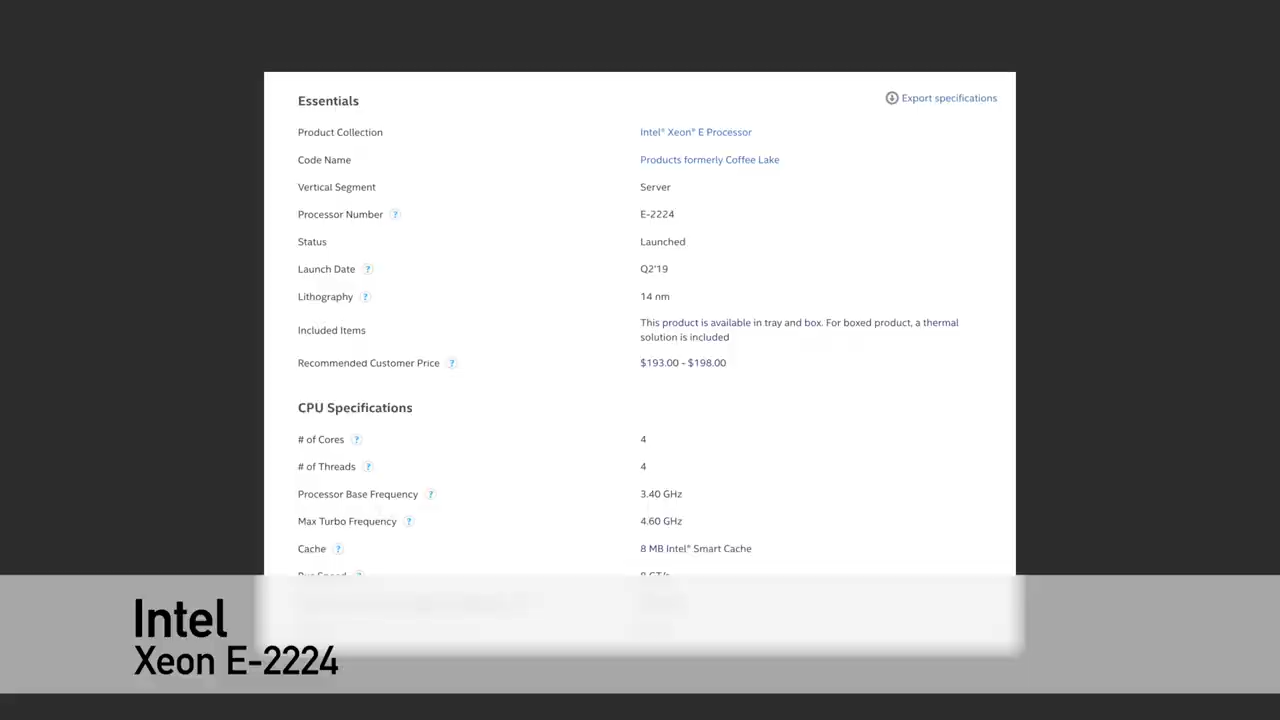 Essentials
Export specifications
Product Collection Intel® Xeon® E Processor
Code Name Products formerly Coffee Lake
Vertical Segment Server
Processor Number ? E-2224
Status Launched
Launch Date ? Q2'19
Lithography ? 14 nm
Included Items This product is available in tray and box. For boxed product, a thermal
solution is included
Recommended Customer Price ? $193.00 - $198.00
CPU Specifications
# of Cores ? 4
# of Threads ? 4
Processor Base Frequency ? 3.40 GHz
Max Turbo Frequency ? 4.60 GHz
Cache ? 8 MB Intel® Smart Cache
Intel
Xeon E-2224